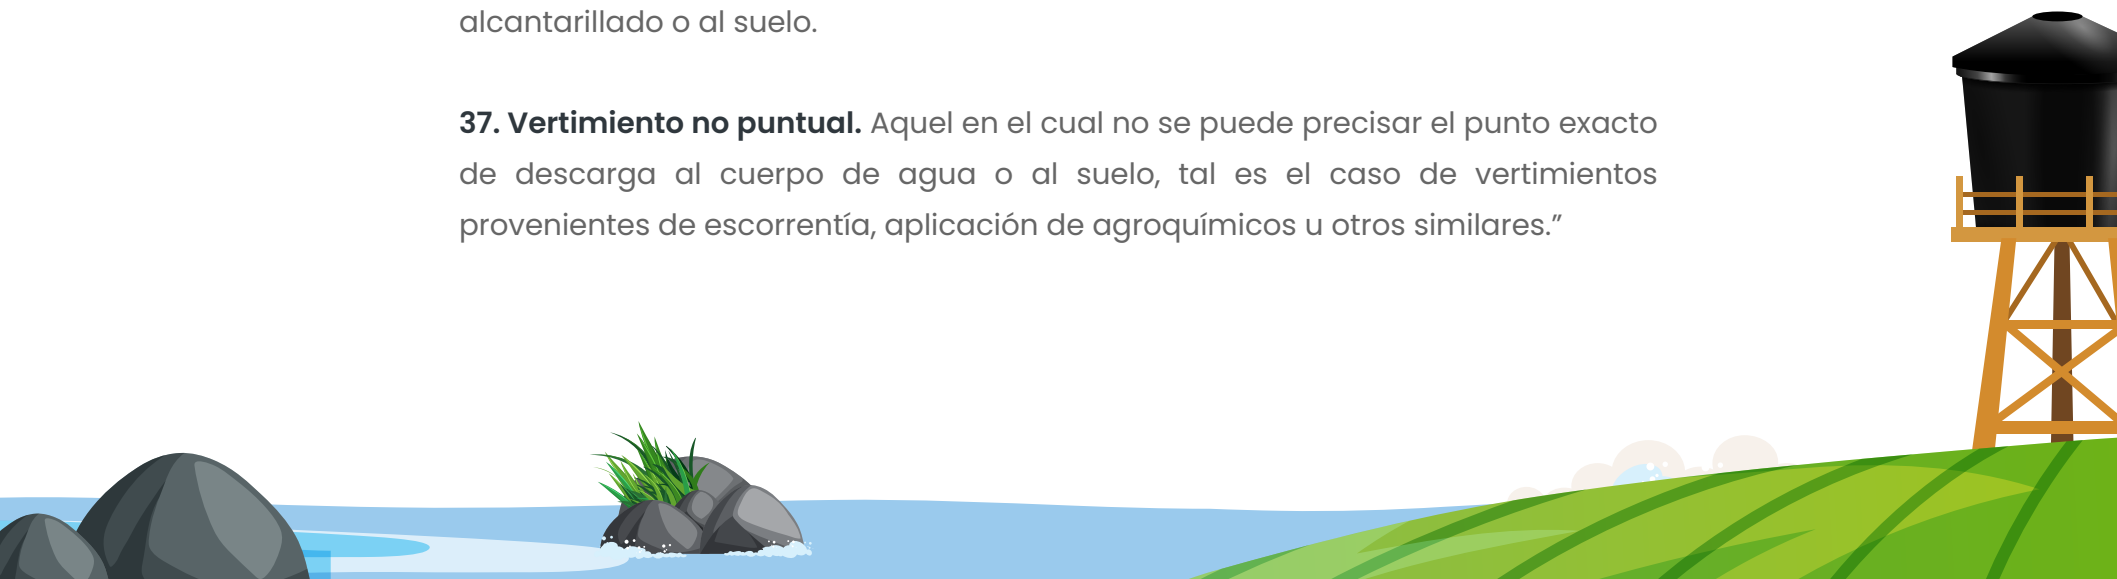 alcantarillado o al suelo.
37. Vertimiento no puntual. Aquel en el cual no se puede precisar el punto exacto
de descarga al cuerpo de agua o al suelo, tal es el caso de vertimientos
provenientes de escorrentía, aplicación de agroquímicos u otros similares.”